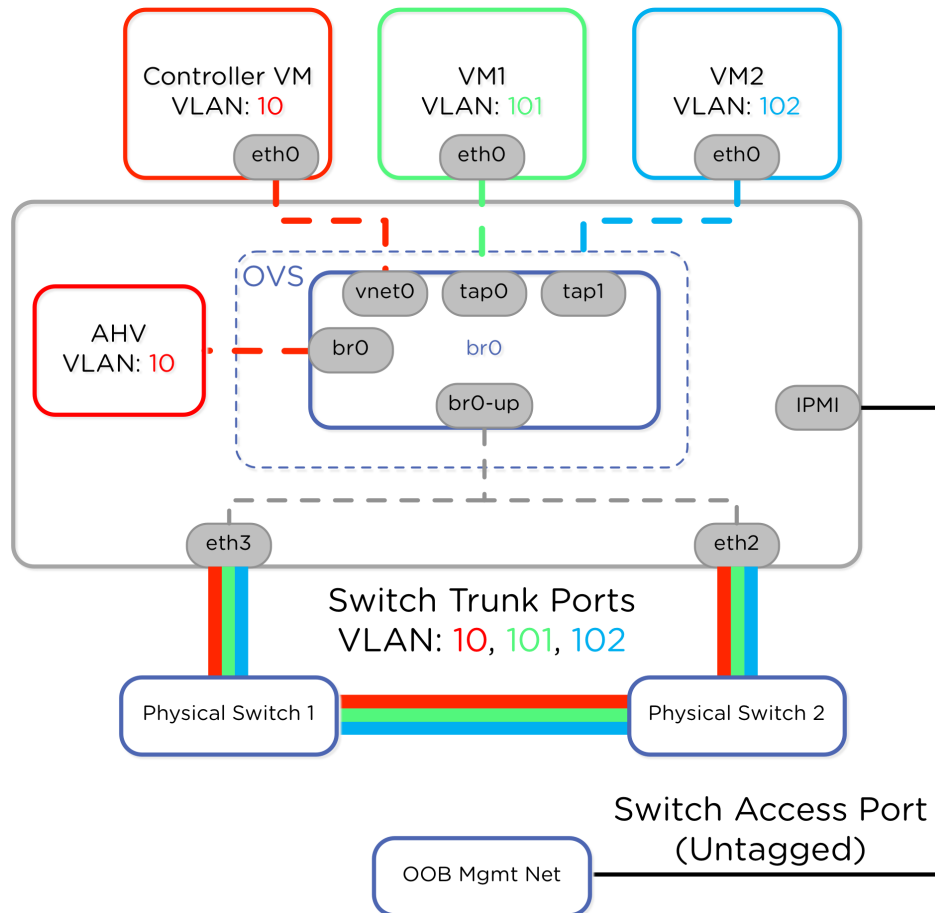 Controller VM
VLAN: 10
eth0
VM1
VLAN: 101
eth0
VM2
VLAN: 102
eth0
OVS
vnet0
tap0
tap1
AHV
VLAN: 10
br0
br0
br0-up
IPMI
eth3
eth2
Switch Trunk Ports
VLAN: 10, 101, 102
Physical Switch 1
Physical Switch 2
Switch Access Port
(Untagged)
OOB Mgmt Net